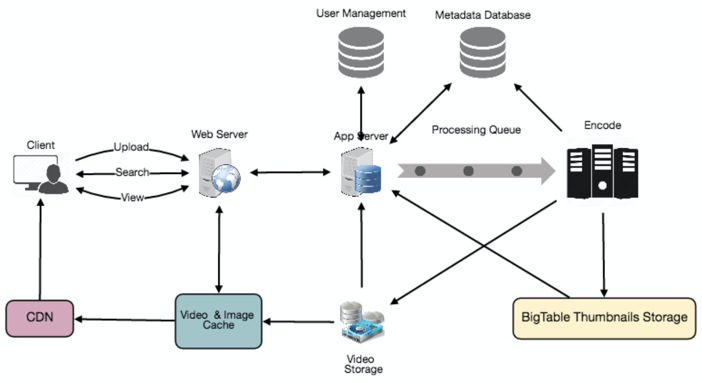 User Management
Metadata Database
Client
Upload
Web Server
App Server
Processing Queue
Encode
Search
View
CDN
Video & Image
Cache
BigTable Thumbnails Storage
Video
Storage